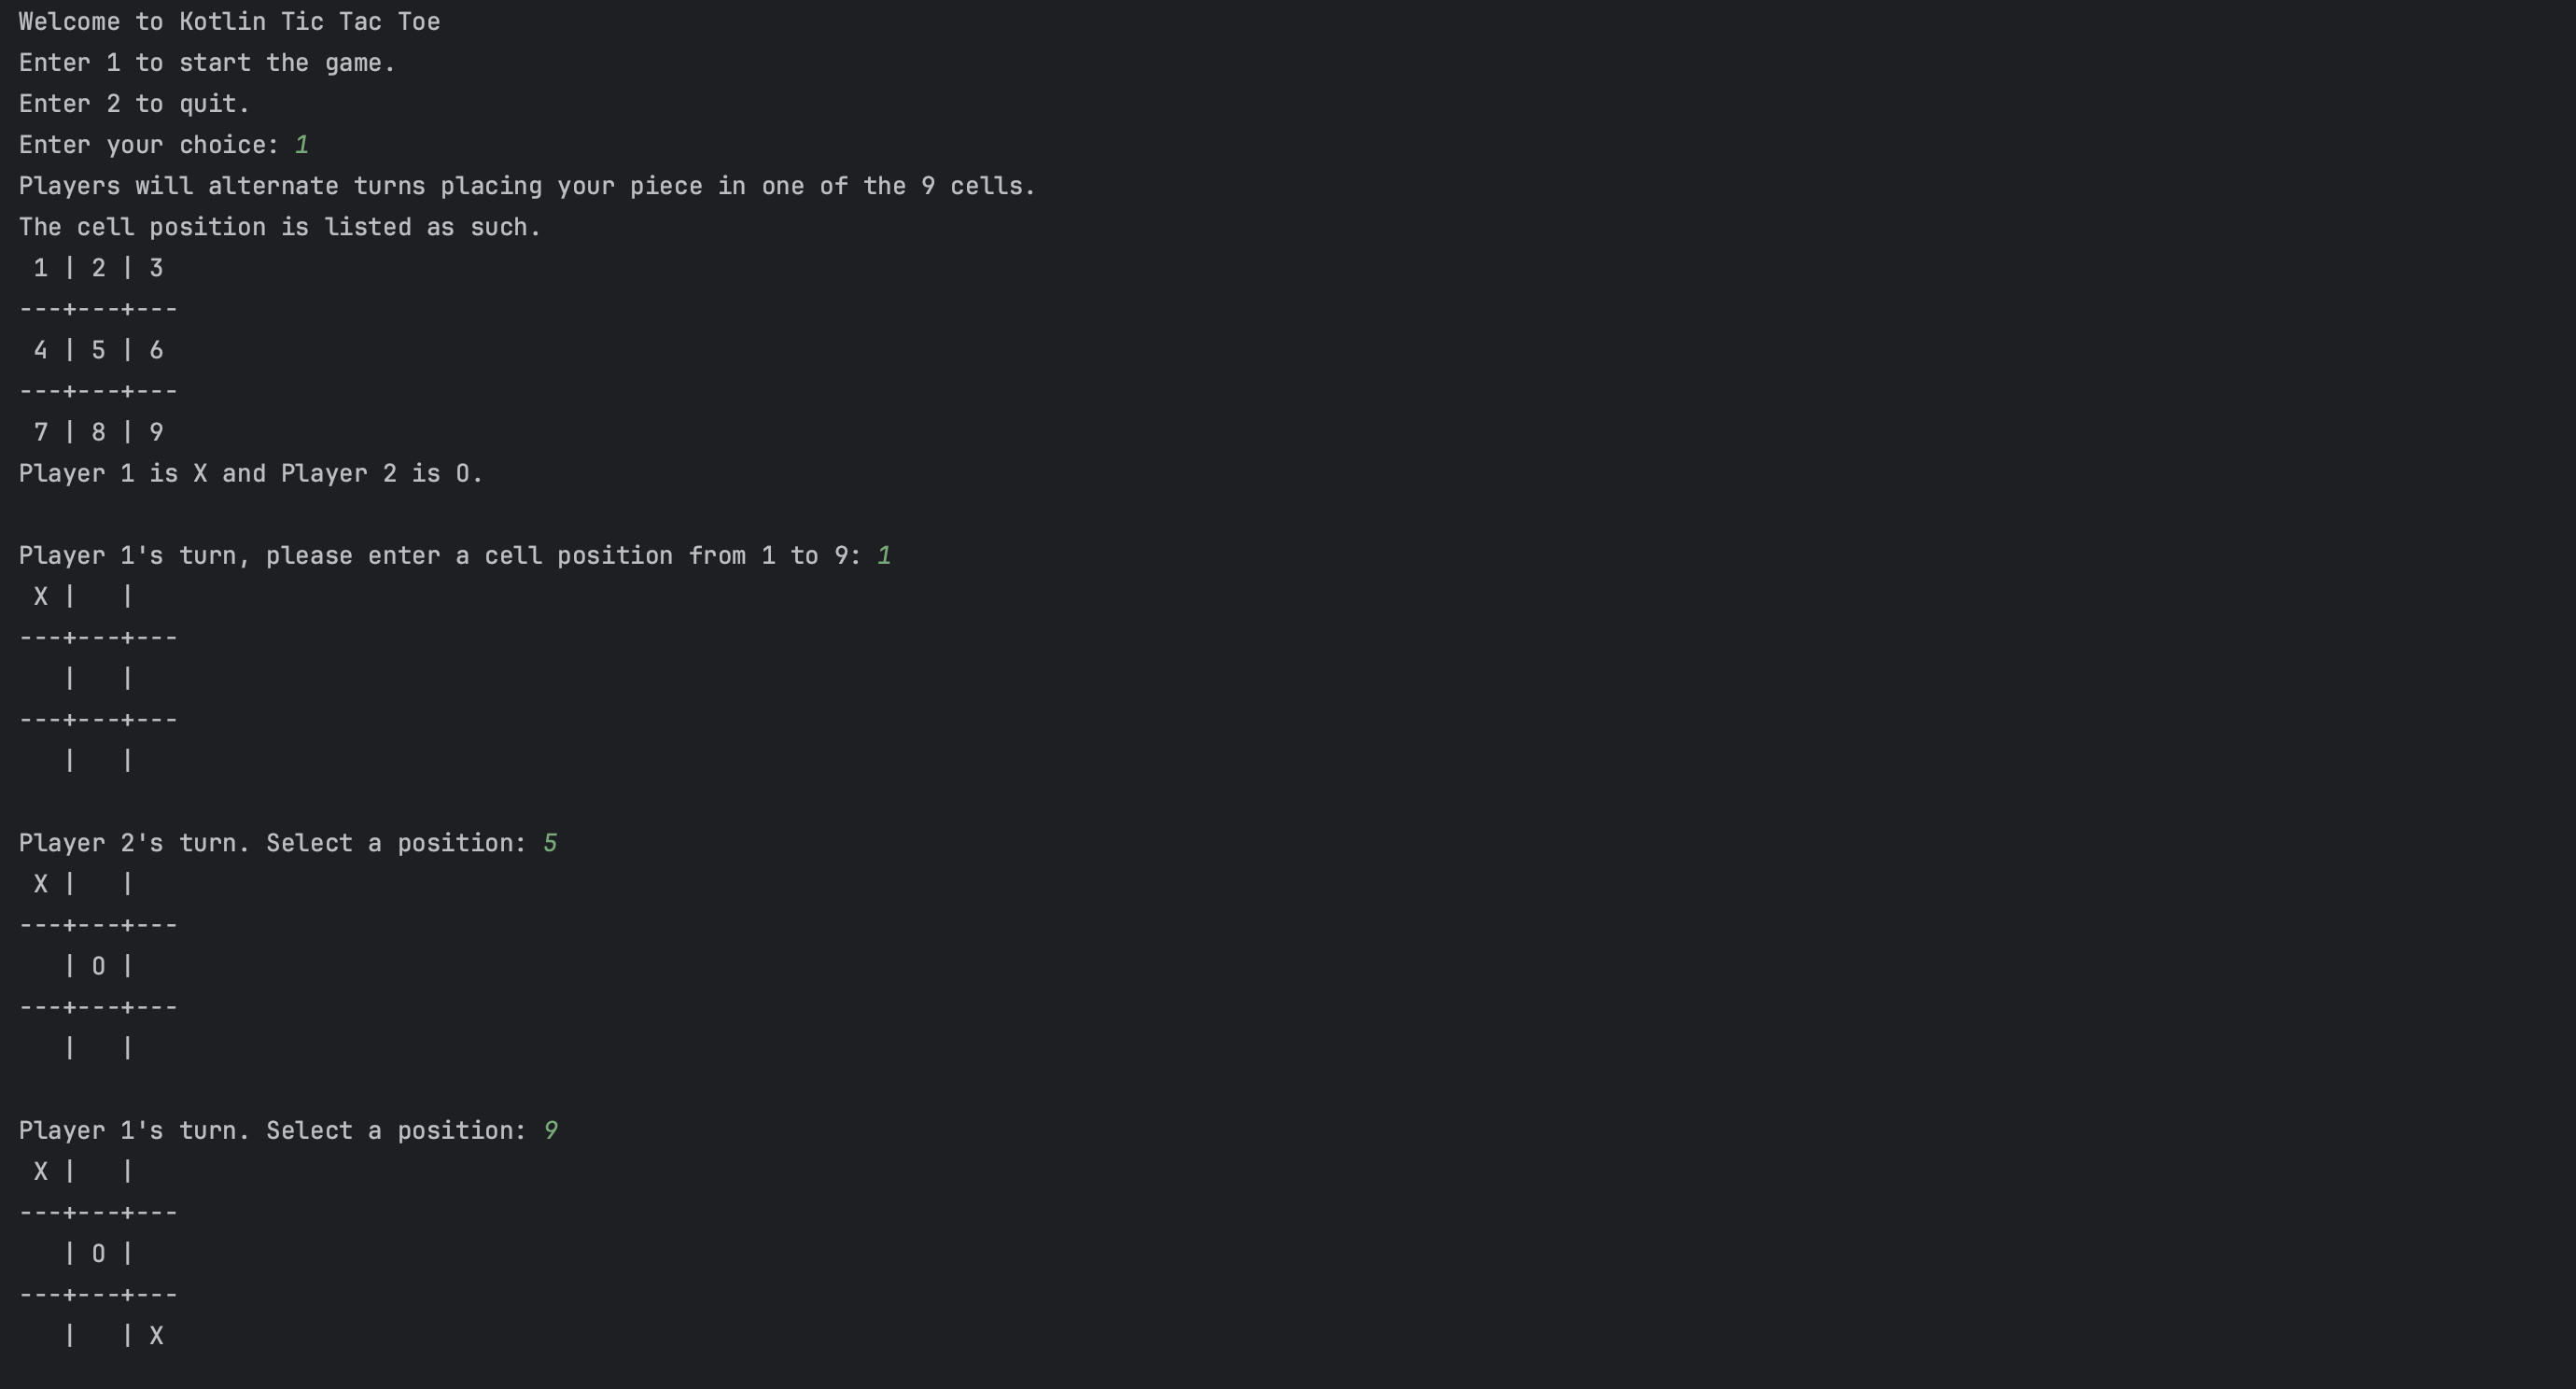 Welcome to Kotlin Tic Tac Toe
Enter 1 to start the game.
Enter 2 to quit.
Enter your choice: 1
Players will alternate turns placing your piece in one of the 9 cells.
The cell position is listed as such.
 1 | 2 | 3
---+---+---
 4 | 5 | 6
---+---+---
 7 | 8 | 9
Player 1 is X and Player 2 is O.

Player 1's turn, please enter a cell position from 1 to 9: 1
 X |   |
---+---+---
   |   |
---+---+---
   |   |

Player 2's turn. Select a position: 5
 X |   |
---+---+---
   | O |
---+---+---
   |   |

Player 1's turn. Select a position: 9
 X |   |
---+---+---
   | O |
---+---+---
   |   | X